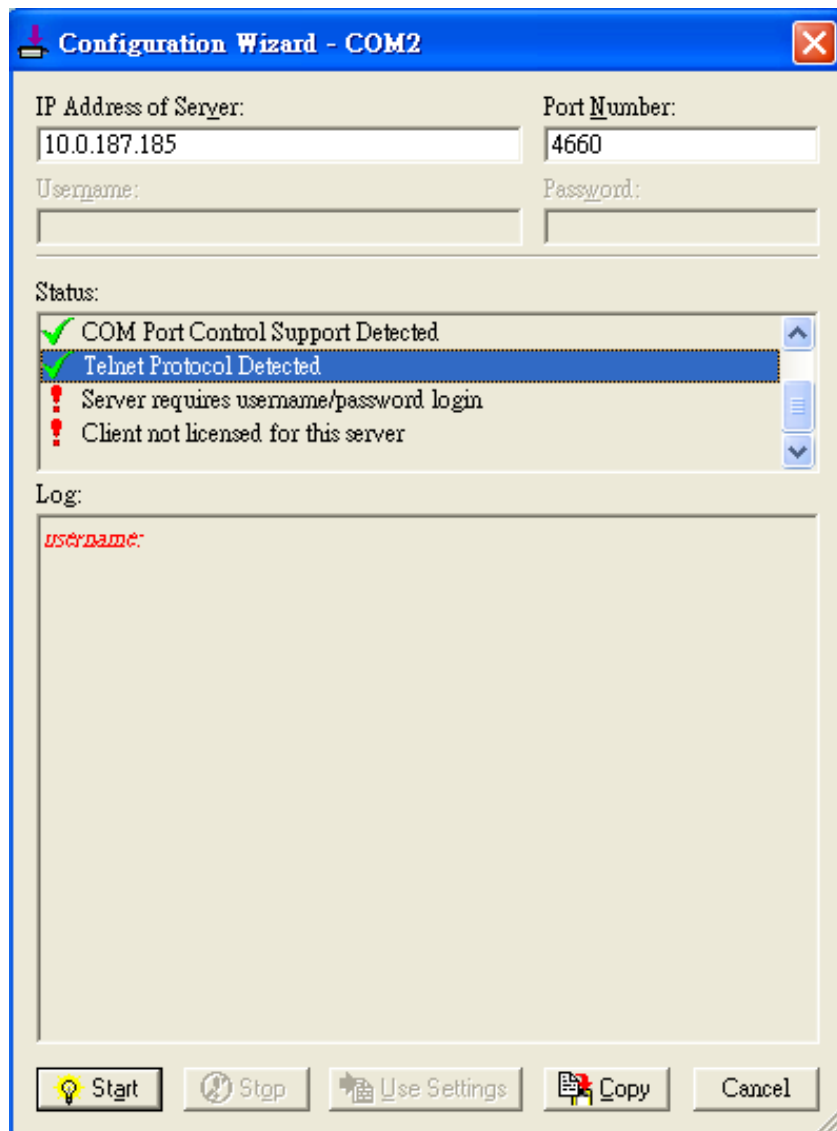 Configuration Wizard - COM2
IP Address of Server: Port Number:
10.0.187.185 4660
Username: Password:
Status:
COM Port Control Support Detected
Telnet Protocol Detected
Server requires username/password login
Client not licensed for this server
Log:
username:
Start Stop Use Settings Copy Cancel